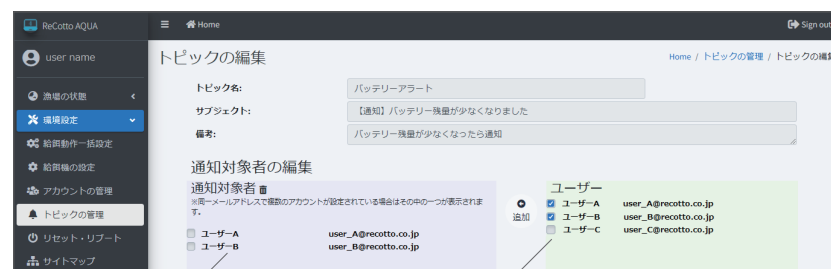 ReCotto AQUA
Home
Sign out
user name
トピックの編集
Home / トピックの管理 / トピックの編集
漁場の状態
環境設定
給餌動作一括設定
給餌機の設定
アカウントの管理
トピックの管理
リセット・リブート
サイトマップ
トピック名:
バッテリーアラート
サブジェクト:
【通知】バッテリー残量が少なくなりました
備考:
バッテリー残量が少なくなったら通知
通知対象者の編集
通知対象者
※同一メールアドレスで複数のアカウントが設定されている場合はその中の一つが表示されま
す。
ユーザーA user_A@recotto.co.jp
ユーザーB user_B@recotto.co.jp
追加
ユーザー
ユーザーA user_A@recotto.co.jp
ユーザーB user_B@recotto.co.jp
ユーザーC user_C@recotto.co.jp